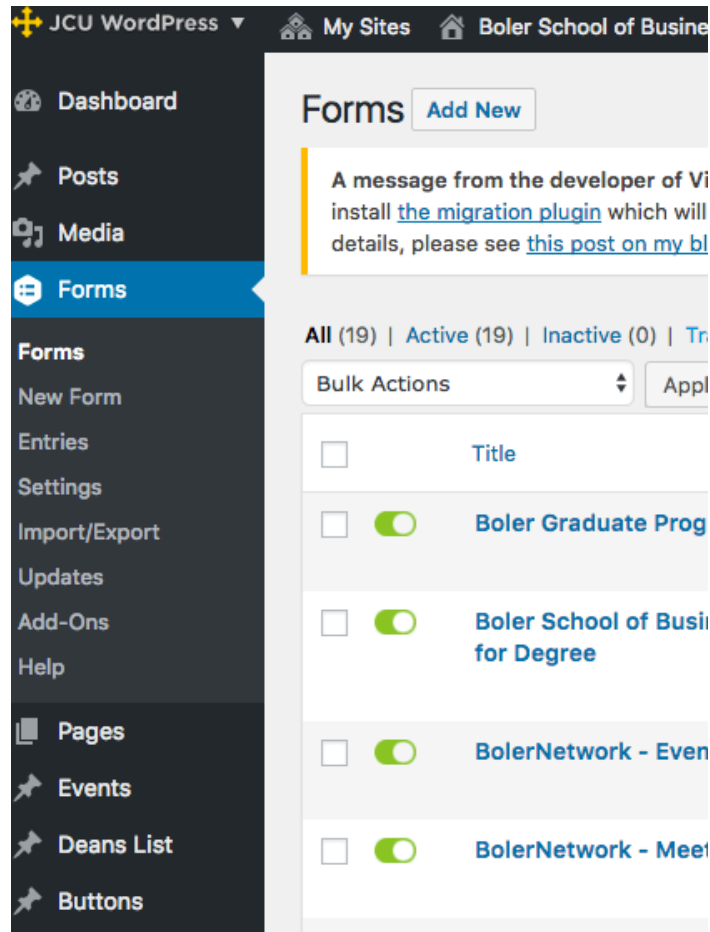 JCU WordPress ▼ My Sites Boler School of
Dashboard
Posts
Media
Forms
Forms
New Form
Entries
Settings
Import/Export
Updates
Add-Ons
Help
Pages
Events
Deans List
Buttons
Forms Add New
A message from the developer of
install the migration plugin which will
details, please see this post on my
All (19) | Active (19) | Inactive (0) |
Bulk Actions
Title
Boler Graduate
Boler School of
for Degree
BolerNetwork -
BolerNetwork -